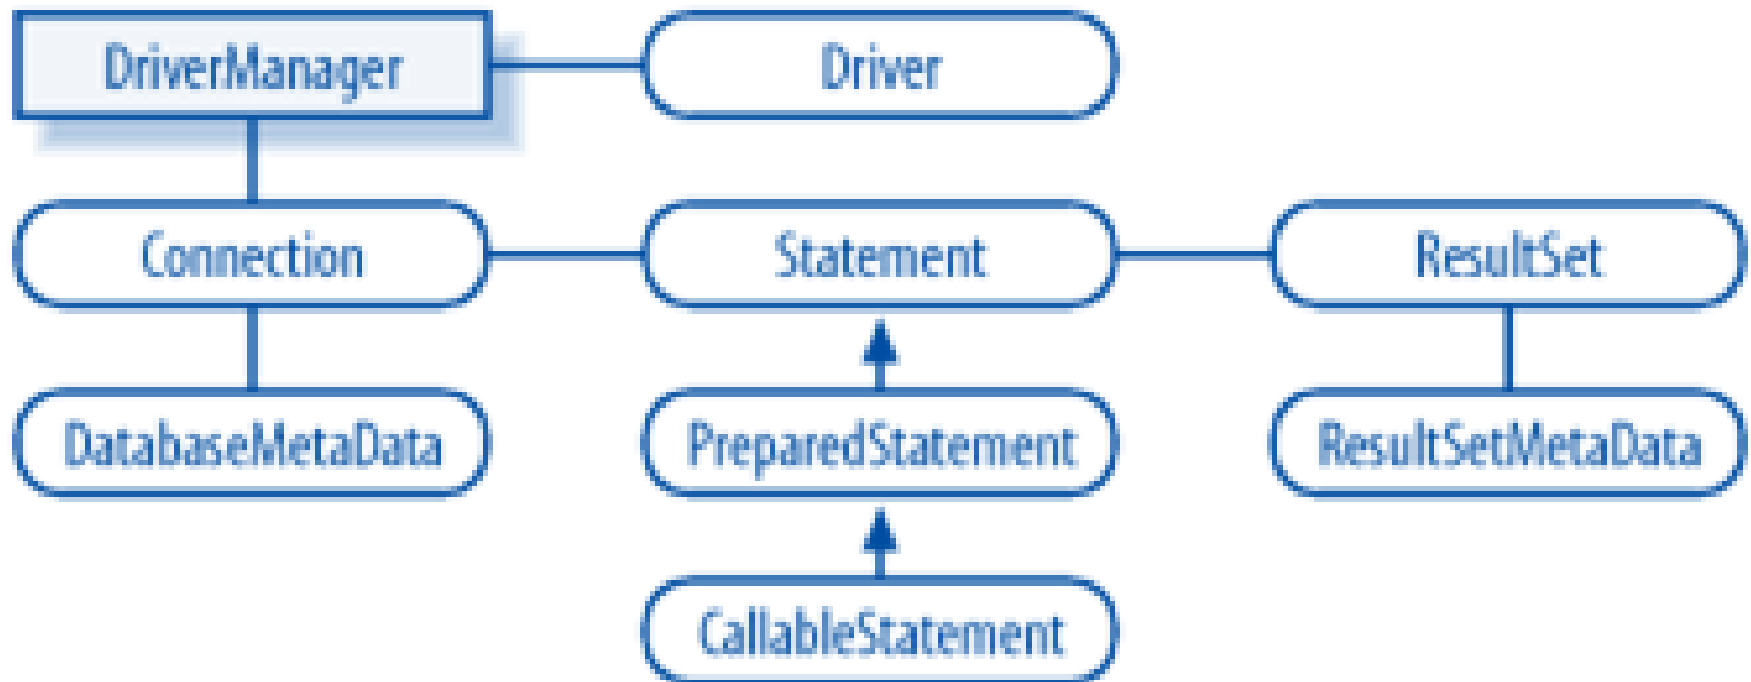 DriverManager
Driver
Connection
Statement
ResultSet
DatabaseMetaData
PreparedStatement
ResultSetMetaData
CallableStatement